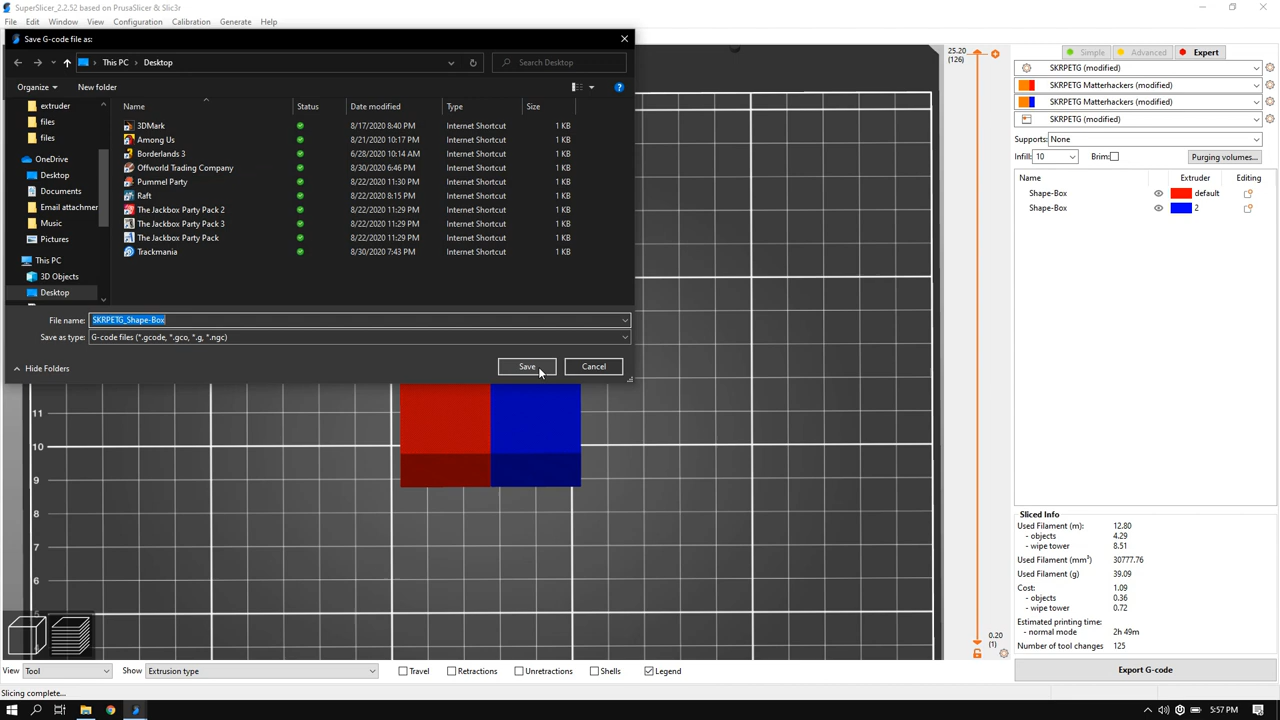 SuperSlicer_2.2.52 based on PrusaSlicer & Slic3r
File Edit Window View Configuration Calibration Generate Help
Save G-code file as:
This PC Desktop
Search Desktop
Organize New folder
extruder
files
files
OneDrive
Desktop
Documents
Email attachmer
Music
Pictures
This PC
3D Objects
Desktop
Name Status Date modified Type Size
3DMark 8/17/2020 8:40 PM Internet Shortcut 1 KB
Among Us 8/21/2020 10:17 PM Internet Shortcut 1 KB
Borderlands 3 6/28/2020 10:14 AM Internet Shortcut 1 KB
Offworld Trading Company 8/30/2020 6:46 PM Internet Shortcut 1 KB
Pummel Party 8/22/2020 11:30 PM Internet Shortcut 1 KB
Raft 8/22/2020 8:15 PM Internet Shortcut 1 KB
The Jackbox Party Pack 2 8/22/2020 11:29 PM Internet Shortcut 1 KB
The Jackbox Party Pack 3 8/22/2020 11:29 PM Internet Shortcut 1 KB
The Jackbox Party Pack 8/22/2020 11:29 PM Internet Shortcut 1 KB
Trackmania 8/30/2020 7:43 PM Internet Shortcut 1 KB
File name: SKRPETG_Shape-Box
Save as type: G-code files (*.gcode, *.gco, *.g, *.ngc)
Hide Folders Save Cancel
11
10
9
8
7
6
25.20
(126)
0.20
(1)
Simple Advanced Expert
SKRPETG (modified)
SKRPETG Matterhackers (modified)
SKRPETG Matterhackers (modified)
SKRPETG (modified)
Supports: None
Infill: 10 Brim: Purging volumes...
Name Extruder Editing
Shape-Box default
Shape-Box 2
Sliced Info
Used Filament (m): 12.80
- objects 4.29
- wipe tower 8.51
Used Filament (mm³) 30777.76
Used Filament (g) 39.09
Cost: 1.09
- objects 0.36
- wipe tower 0.72
Estimated printing time:
- normal mode 2h 49m
Number of tool changes 125
Export G-code
View Tool Show Extrusion type Travel Retractions Unretractions Shells Legend
Slicing complete...
5:57 PM